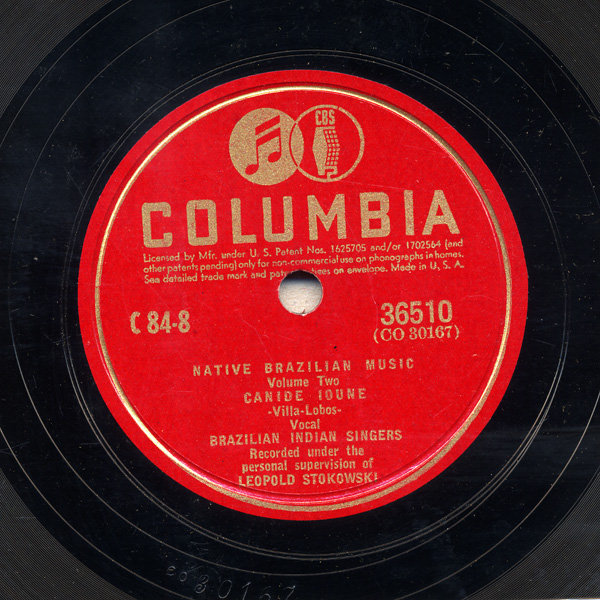 CBS
COLUMBIA
Licensed by Mfr. under U. S. Patent Nos. 1625705 and/or 1702564 (and
other patents pending) only for non-commercial use on phonographs in homes.
See detailed trade mark and notices on envelope. Made in U. S. A.
C 84-8
36510
(CO 30167)
NATIVE BRAZILIAN MUSIC
Volume Two
CANIDE IOUNE
-Villa-Lobos-
Vocal
BRAZILIAN INDIAN SINGERS
Recorded under the
personal supervision of
LEOPOLD STOKOWSKI